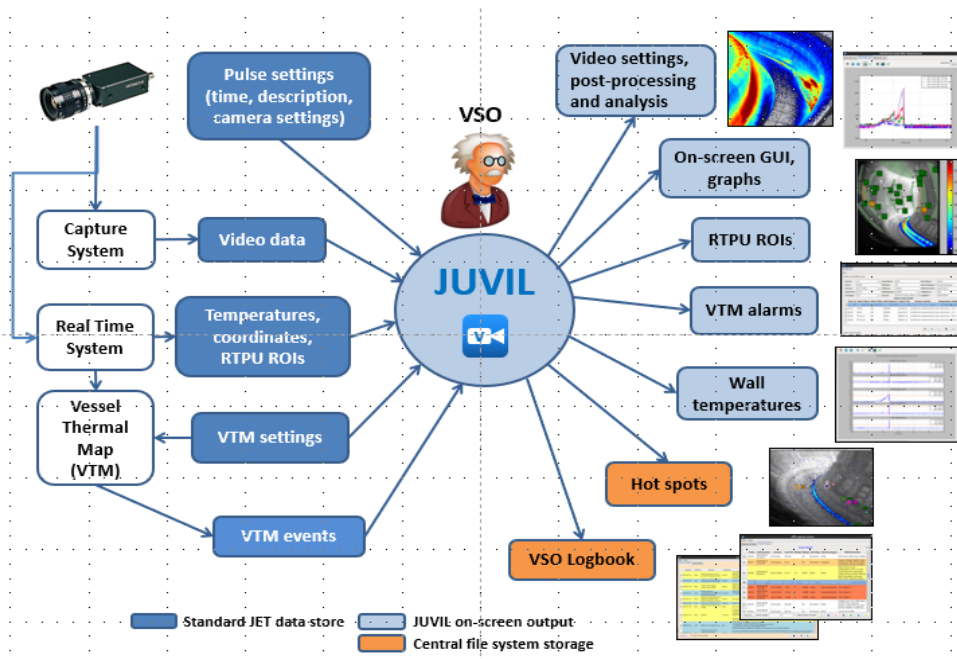 Pulse settings
(time, description,
camera settings)
VSO
Video settings,
post-processing
and analysis
On-screen GUI,
graphs
Capture
System
Video data
RTPU ROIs
JUVIL
V
Real Time
System
Temperatures,
coordinates,
RTPU ROIs
VTM alarms
Vessel
Thermal
Map
(VTM)
VTM settings
Wall
temperatures
Hot spots
VTM events
VSO Logbook
Standard JET data store
JUVIL on-screen output
Central file system storage